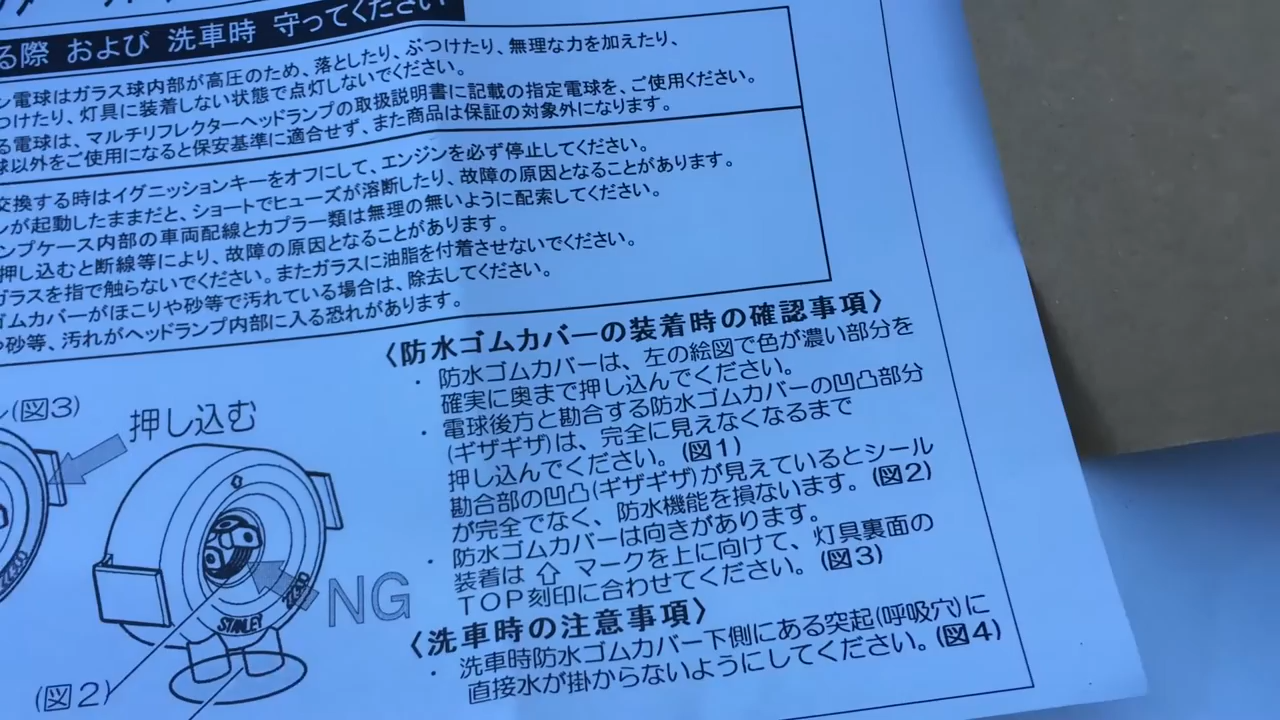 る際 および 洗車時 守ってください
ン電球はガラス球内部が高圧のため、落としたり、ぶつけたり、無理な力を加えたり、
つけたり、灯具に装着しない状態で点灯しないでください。
る電球は、マルチリフレクターヘッドランプの取扱説明書に記載の指定電球を、ご使用ください。
球以外をご使用になると保安基準に適合せず、また商品は保証の対象外になります。
交換する時はイグニッションキーをオフにして、エンジンを必ず停止してください。
ンが起動したままだと、ショートでヒューズが溶断したり、故障の原因となることがあります。
ンプケース内部の車両配線とカプラー類は無理の無いように配索してください。
押し込むと断線等により、故障の原因となることがあります。
ガラスを指で触らないでください。またガラスに油脂を付着させないでください。
ゴムカバーがほこりや砂等で汚れている場合は、除去してください。
や砂等、汚れがヘッドランプ内部に入る恐れがあります。
〈防水ゴムカバーの装着時の確認事項〉
・防水ゴムカバーは、左の絵図で色が濃い部分を
確実に奥まで押し込んでください。
・電球後方と勘合する防水ゴムカバーの凹凸部分
(ギザギザ)は、完全に見えなくなるまで
押し込んでください。(図1)
勘合部の凹凸(ギザギザ)が見えているとシール
が完全でなく、防水機能を損ないます。(図2)
・防水ゴムカバーは向きがあります。
装着は ⇧ マークを上に向けて、灯具裏面の
TOP刻印に合わせてください。(図3)
〈洗車時の注意事項〉
・洗車時防水ゴムカバー下側にある突起(呼吸穴)に
直接水が掛からないようにしてください。(図4)
(図3)
押し込む
NG
STANLEY
(図2)